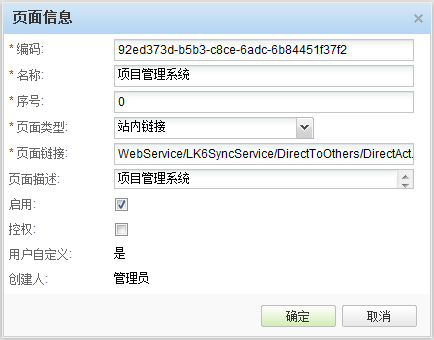 页面信息
* 编码: 92ed373d-b5b3-c8ce-6adc-6b84451f37f2
* 名称: 项目管理系统
* 序号: 0
* 页面类型: 站内链接
* 页面链接: WebService/LK6SyncService/DirectToOthers/DirectAct.
页面描述: 项目管理系统
启用:
控权:
用户自定义: 是
创建人: 管理员
确定 取消